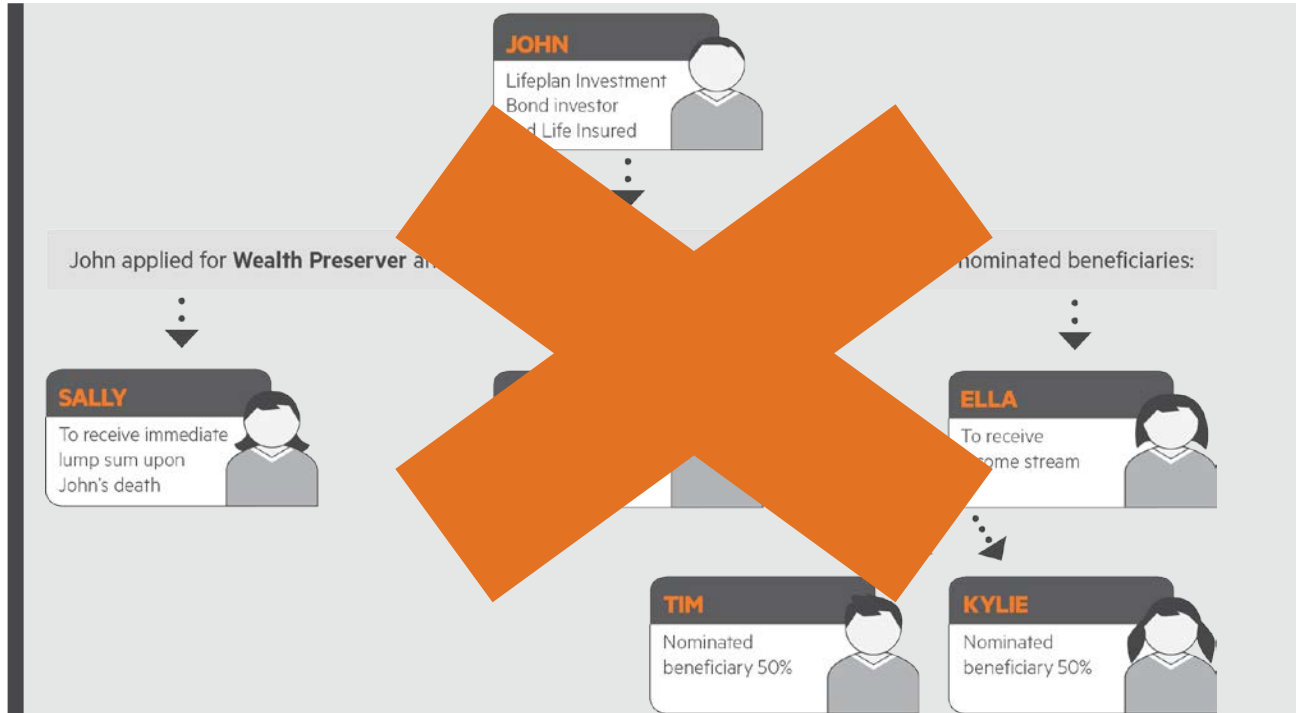 JOHN
Lifeplan Investment
Bond investor
Life Insured
John applied for Wealth Preserver
nominated beneficiaries:
SALLY
To receive immediate
lump sum upon
John's death
ELLA
To receive
stream
TIM
Nominated
beneficiary 50%
KYLIE
Nominated
beneficiary 50%